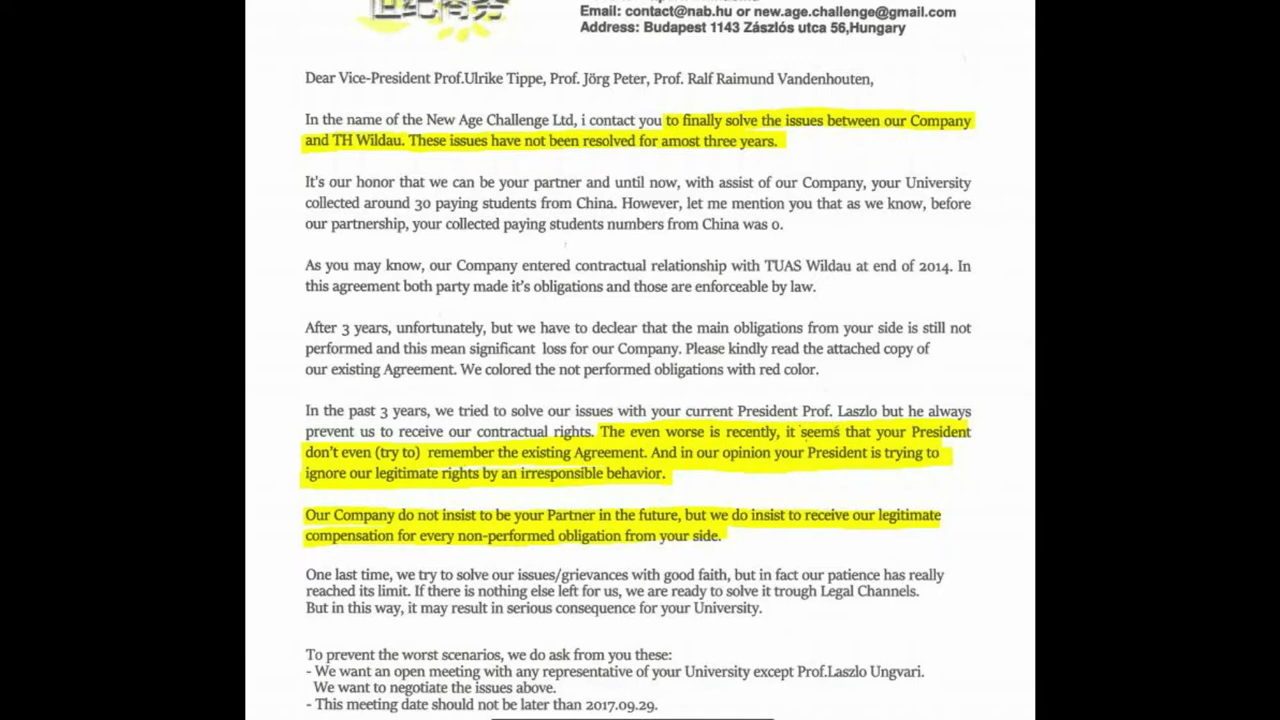 世纪商务
Email: contact@nab.hu or new.age.challenge@gmail.com
Address: Budapest 1143 Zászlós utca 56,Hungary
Dear Vice-President Prof.Ulrike Tippe, Prof. Jörg Peter, Prof. Ralf Raimund Vandenhouten,
In the name of the New Age Challenge Ltd, i contact you to finally solve the issues between our Company
and TH Wildau. These issues have not been resolved for amost three years.
It's our honor that we can be your partner and until now, with assist of our Company, your University
collected around 30 paying students from China. However, let me mention you that as we know, before
our partnership, your collected paying students numbers from China was 0.
As you may know, our Company entered contractual relationship with TUAS Wildau at end of 2014. In
this agreement both party made it's obligations and those are enforceable by law.
After 3 years, unfortunately, but we have to declear that the main obligations from your side is still not
performed and this mean significant loss for our Company. Please kindly read the attached copy of
our existing Agreement. We colored the not performed obligations with red color.
In the past 3 years, we tried to solve our issues with your current President Prof. Laszlo but he always
prevent us to receive our contractual rights. The even worse is recently, it seems that your President
don't even (try to) remember the existing Agreement. And in our opinion your President is trying to
ignore our legitimate rights by an irresponsible behavior.
Our Company do not insist to be your Partner in the future, but we do insist to receive our legitimate
compensation for every non-performed obligation from your side.
One last time, we try to solve our issues/grievances with good faith, but in fact our patience has really
reached its limit. If there is nothing else left for us, we are ready to solve it trough Legal Channels.
But in this way, it may result in serious consequence for your University.
To prevent the worst scenarios, we do ask from you these:
- We want an open meeting with any representative of your University except Prof.Laszlo Ungvari.
We want to negotiate the issues above.
- This meeting date should not be later than 2017.09.29.